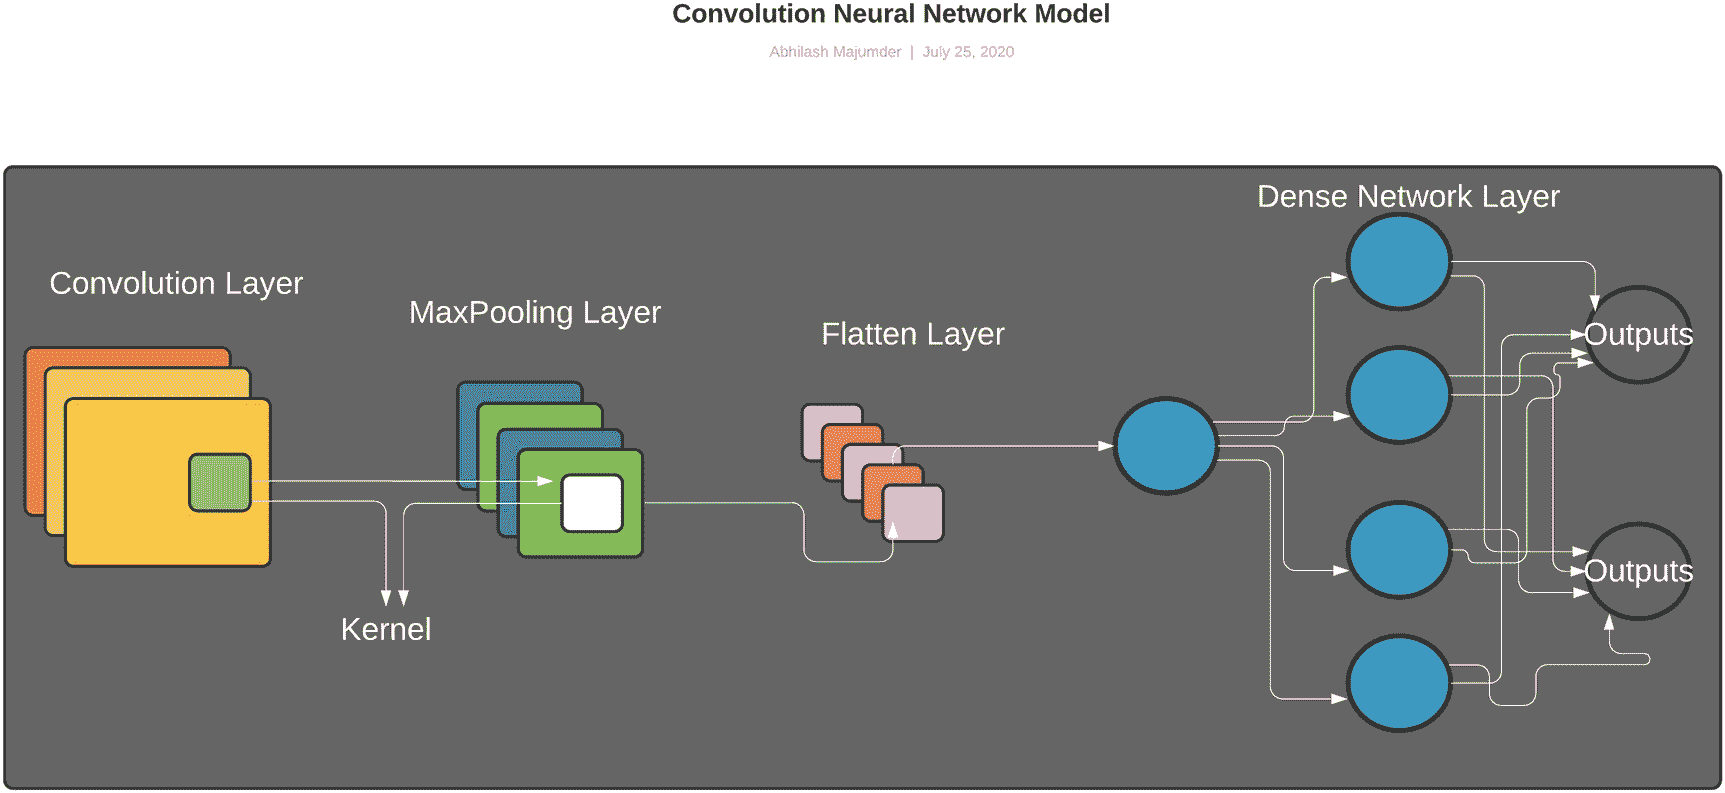 Convolution Neural Network Model
Abhilash Majumder | July 25, 2020
Dense Network Layer
Convolution Layer
MaxPooling Layer
Flatten Layer
Outputs
Outputs
Kernel